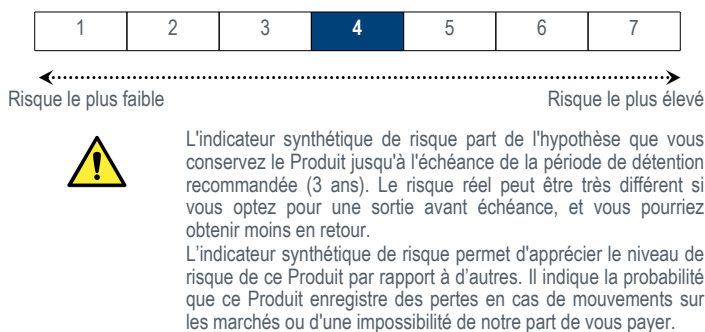 1 2 3 4 5 6 7
Risque le plus faible Risque le plus élevé
L'indicateur synthétique de risque part de l'hypothèse que vous
conservez le Produit jusqu'à l'échéance de la période de détention
recommandée (3 ans). Le risque réel peut être très différent si
vous optez pour une sortie avant échéance, et vous pourriez
obtenir moins en retour.
L’indicateur synthétique de risque permet d'apprécier le niveau de
risque de ce Produit par rapport à d’autres. Il indique la probabilité
que ce Produit enregistre des pertes en cas de mouvements sur
les marchés ou d'une impossibilité de notre part de vous payer.